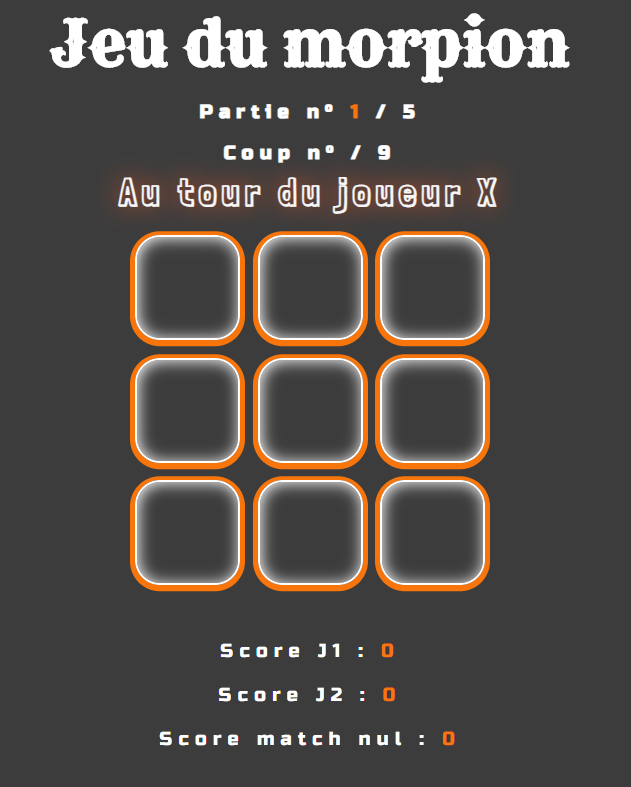 Jeu du morpion
Partie n° 1 / 5
Coup n° / 9
Au tour du joueur X
Score J1 : 0
Score J2 : 0
Score match nul : 0